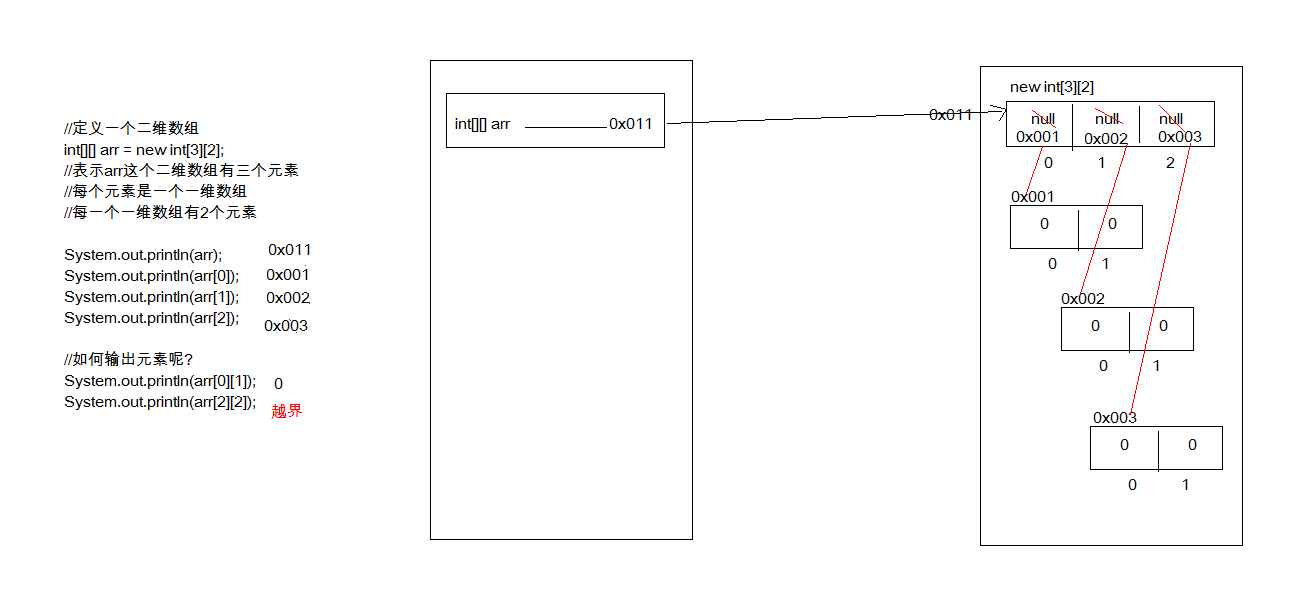 //定义一个二维数组
int[][] arr = new int[3][2];
//表示arr这个二维数组有三个元素
//每个元素是一个一维数组
//每一个一维数组有2个元素
System.out.println(arr); 0x011
System.out.println(arr[0]); 0x001
System.out.println(arr[1]); 0x002
System.out.println(arr[2]); 0x003
//如何输出元素呢?
System.out.println(arr[0][1]); 0
System.out.println(arr[2][2]); 越界
int[][] arr 0x011
0x011
new int[3][2]
null null null
0x001 0x002 0x003
0 1 2
0x001
0 0
0 1
0x002
0 0
0 1
0x003
0 0
0 1